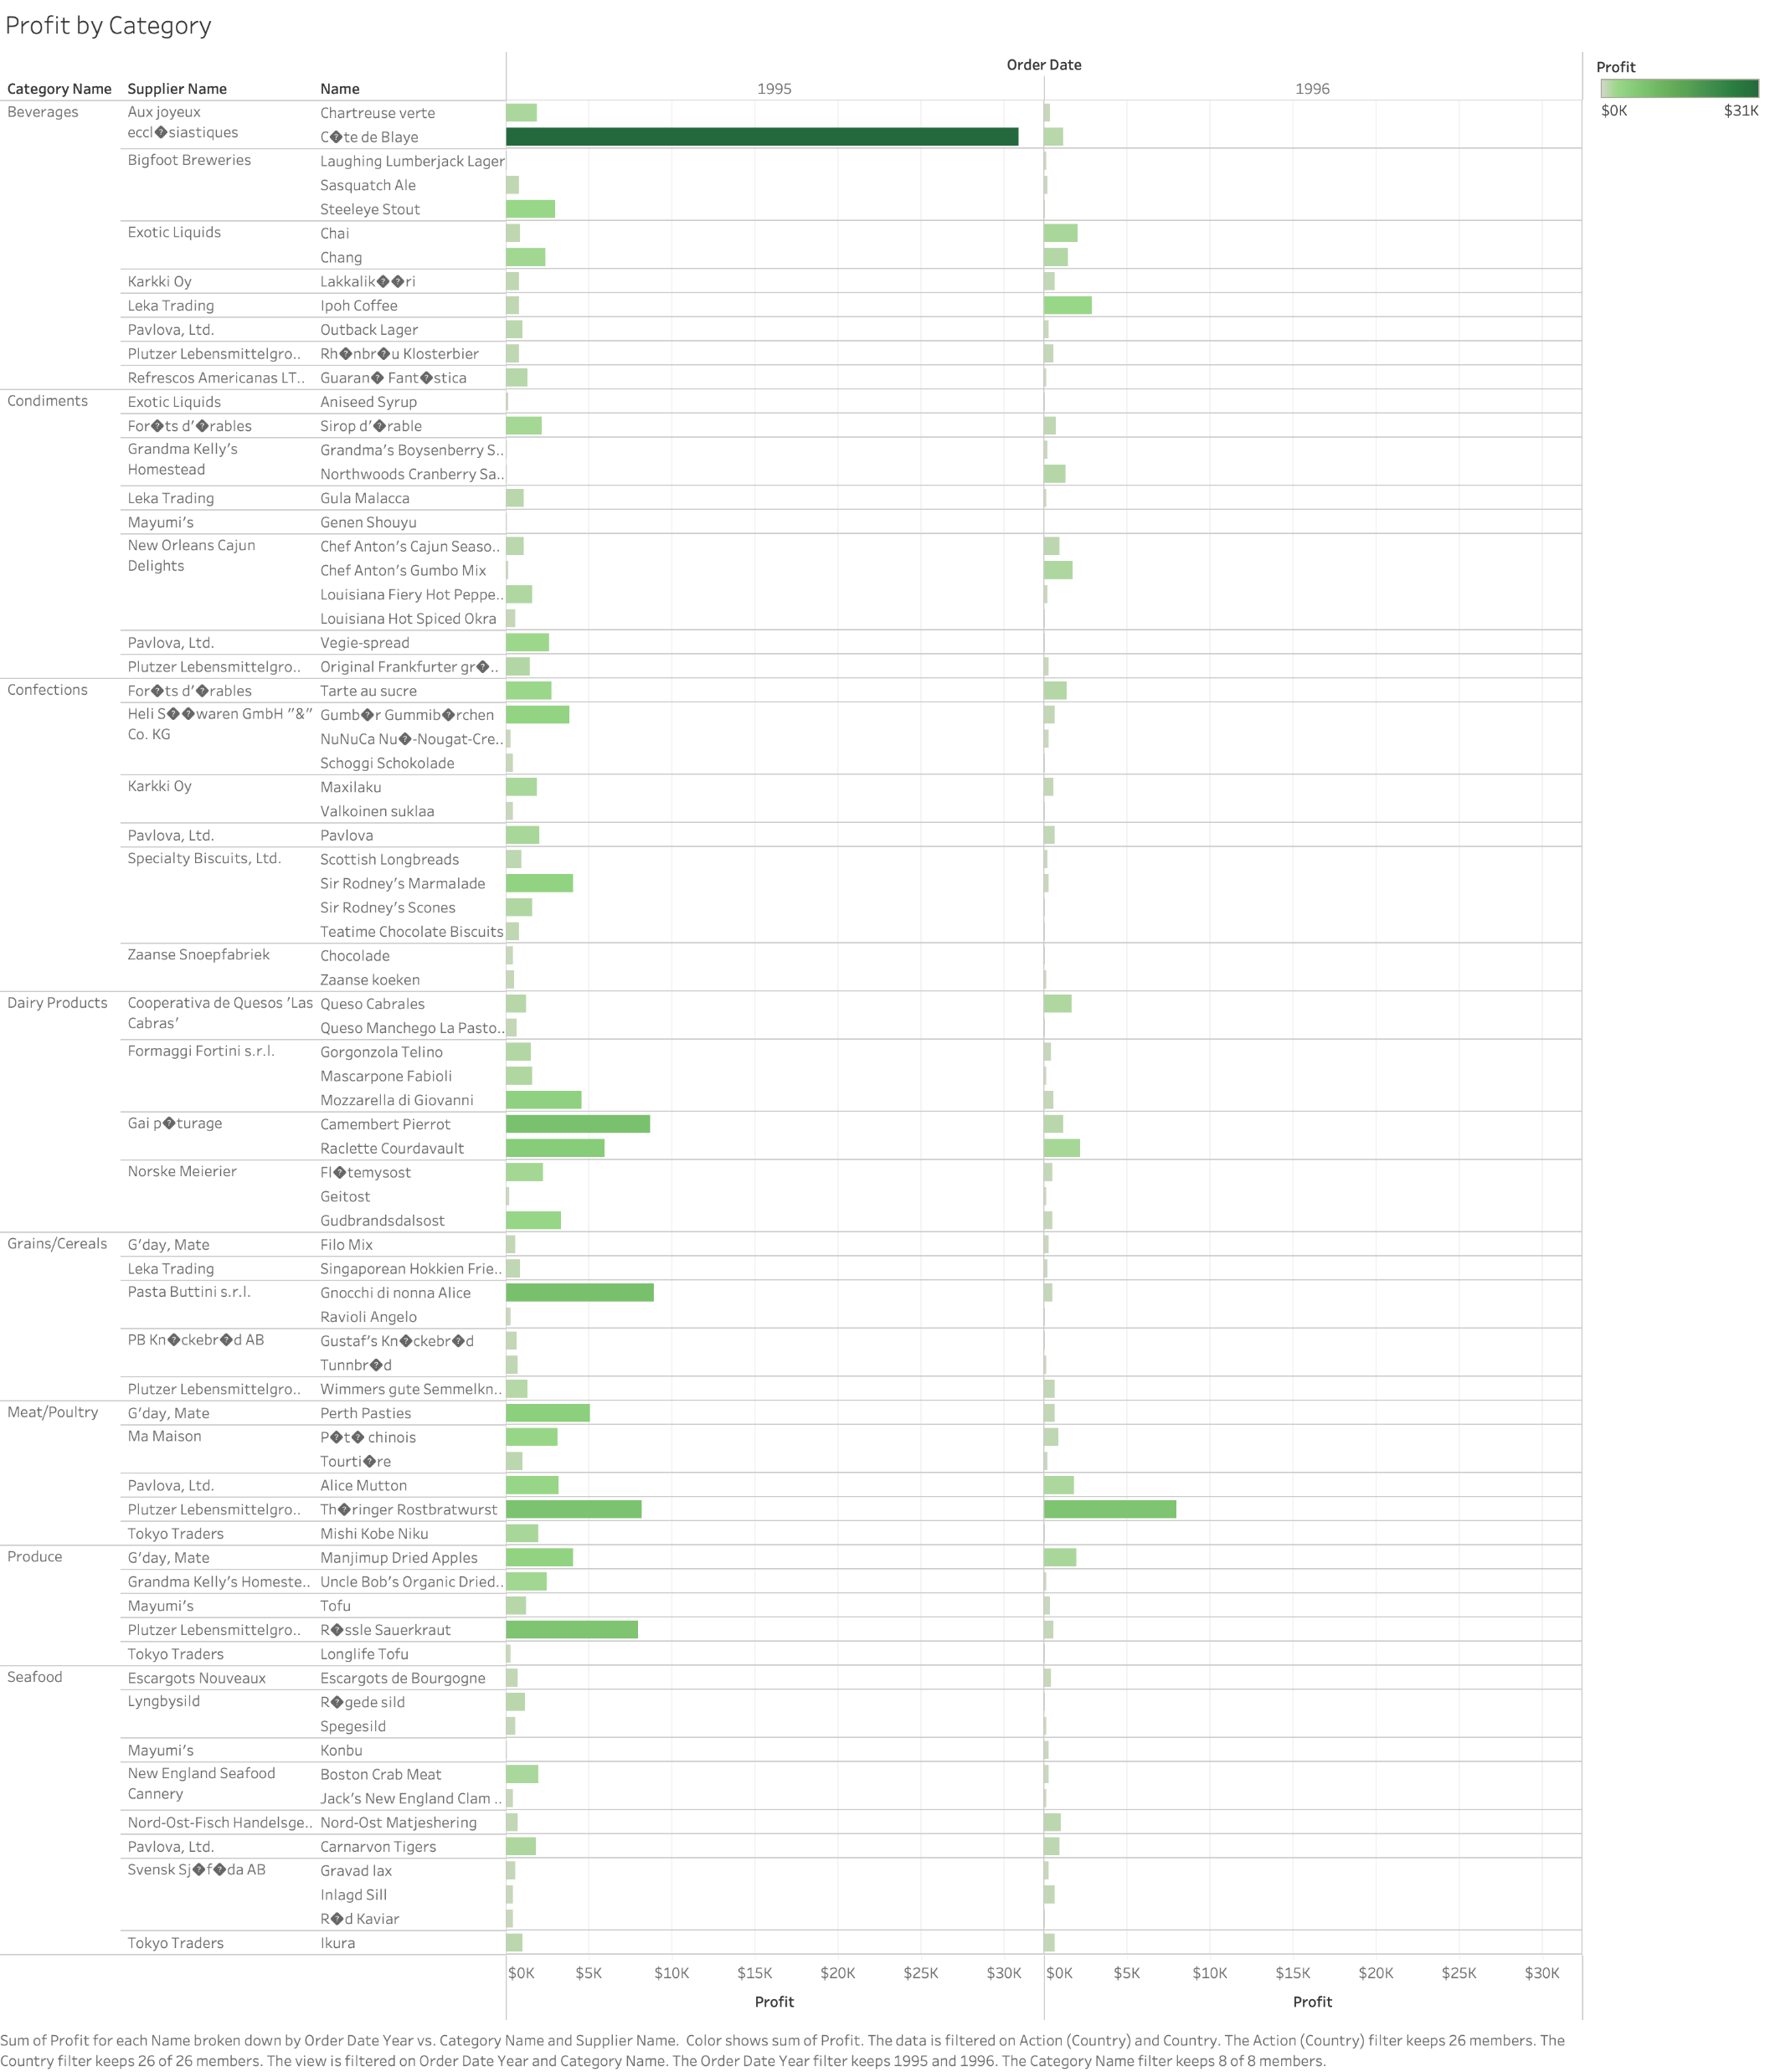 Profit by Category
Order Date
Category Name Supplier Name Name 1995 1996
Profit
$0K $31K
Beverages Aux joyeux Chartreuse verte
eccl�siastiques C�te de Blaye
Bigfoot Breweries Laughing Lumberjack Lager
Sasquatch Ale
Steeleye Stout
Exotic Liquids Chai
Chang
Karkki Oy Lakkalik��ri
Leka Trading Ipoh Coffee
Pavlova, Ltd. Outback Lager
Plutzer Lebensmittelgro.. Rh�nbr�u Klosterbier
Refrescos Americanas LT.. Guaran� Fant�stica
Condiments Exotic Liquids Aniseed Syrup
For�ts d'�rables Sirop d'�rable
Grandma Kelly's Grandma's Boysenberry S..
Homestead Northwoods Cranberry Sa..
Leka Trading Gula Malacca
Mayumi's Genen Shouyu
New Orleans Cajun Chef Anton's Cajun Seaso..
Delights Chef Anton's Gumbo Mix
Louisiana Fiery Hot Peppe..
Louisiana Hot Spiced Okra
Pavlova, Ltd. Vegie-spread
Plutzer Lebensmittelgro.. Original Frankfurter gr�..
Confections For�ts d'�rables Tarte au sucre
Heli S��waren GmbH "&" Gumb�r Gummib�rchen
Co. KG NuNuCa Nu�-Nougat-Cre..
Schoggi Schokolade
Karkki Oy Maxilaku
Valkoinen suklaa
Pavlova, Ltd. Pavlova
Specialty Biscuits, Ltd. Scottish Longbreads
Sir Rodney's Marmalade
Sir Rodney's Scones
Teatime Chocolate Biscuits
Zaanse Snoepfabriek Chocolade
Zaanse koeken
Dairy Products Cooperativa de Quesos 'Las Queso Cabrales
Cabras' Queso Manchego La Pasto..
Formaggi Fortini s.r.l. Gorgonzola Telino
Mascarpone Fabioli
Mozzarella di Giovanni
Gai p�turage Camembert Pierrot
Raclette Courdavault
Norske Meierier Fl�temysost
Geitost
Gudbrandsdalsost
Grains/Cereals G'day, Mate Filo Mix
Leka Trading Singaporean Hokkien Frie..
Pasta Buttini s.r.l. Gnocchi di nonna Alice
Ravioli Angelo
PB Kn�ckebr�d AB Gustaf's Kn�ckebr�d
Tunnbr�d
Plutzer Lebensmittelgro.. Wimmers gute Semmelkn..
Meat/Poultry G'day, Mate Perth Pasties
Ma Maison P�t� chinois
Tourti�re
Pavlova, Ltd. Alice Mutton
Plutzer Lebensmittelgro.. Th�ringer Rostbratwurst
Tokyo Traders Mishi Kobe Niku
Produce G'day, Mate Manjimup Dried Apples
Grandma Kelly's Homeste.. Uncle Bob's Organic Dried..
Mayumi's Tofu
Plutzer Lebensmittelgro.. R�ssle Sauerkraut
Tokyo Traders Longlife Tofu
Seafood Escargots Nouveaux Escargots de Bourgogne
Lyngbysild R�gede sild
Spegesild
Mayumi's Konbu
New England Seafood Boston Crab Meat
Cannery Jack's New England Clam ..
Nord-Ost-Fisch Handelsge.. Nord-Ost Matjeshering
Pavlova, Ltd. Carnarvon Tigers
Svensk Sj�f�da AB Gravad lax
Inlagd Sill
R�d Kaviar
Tokyo Traders Ikura
$0K $5K $10K $15K $20K $25K $30K $0K $5K $10K $15K $20K $25K $30K
Profit Profit
Sum of Profit for each Name broken down by Order Date Year vs. Category Name and Supplier Name. Color shows sum of Profit. The data is filtered on Action (Country) and Country. The Action (Country) filter keeps 26 members. The
Country filter keeps 26 of 26 members. The view is filtered on Order Date Year and Category Name. The Order Date Year filter keeps 1995 and 1996. The Category Name filter keeps 8 of 8 members.